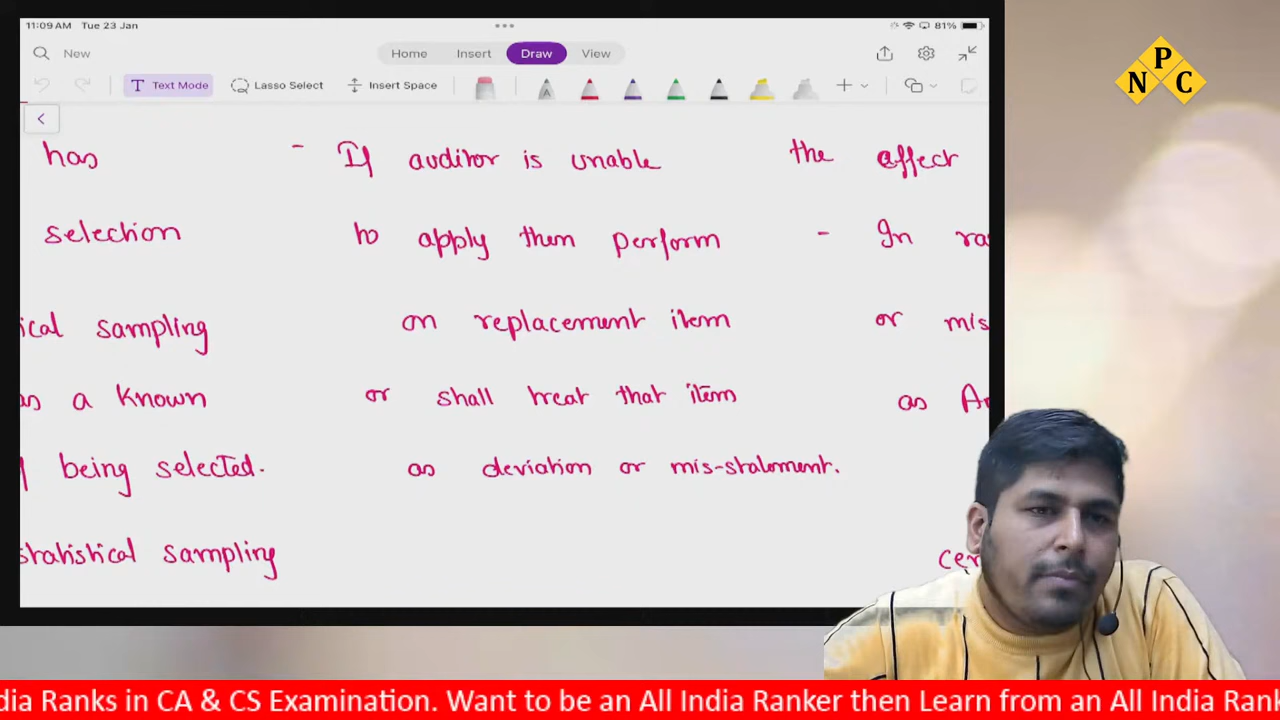 11:09 AM Tue 23 Jan
81%
New
Home Insert Draw View
Text Mode Lasso Select Insert Space
N P C
has
selection
ical sampling
as a known
being selected.
statistical sampling
- If auditor is unable
to apply them perform
on replacement item
or shall treat that item
as deviation or mis-statement.
the affect
- In ra
or mis
as A
cer
dia Ranks in CA & CS Examination. Want to be an All India Ranker then Learn from an All India Rank